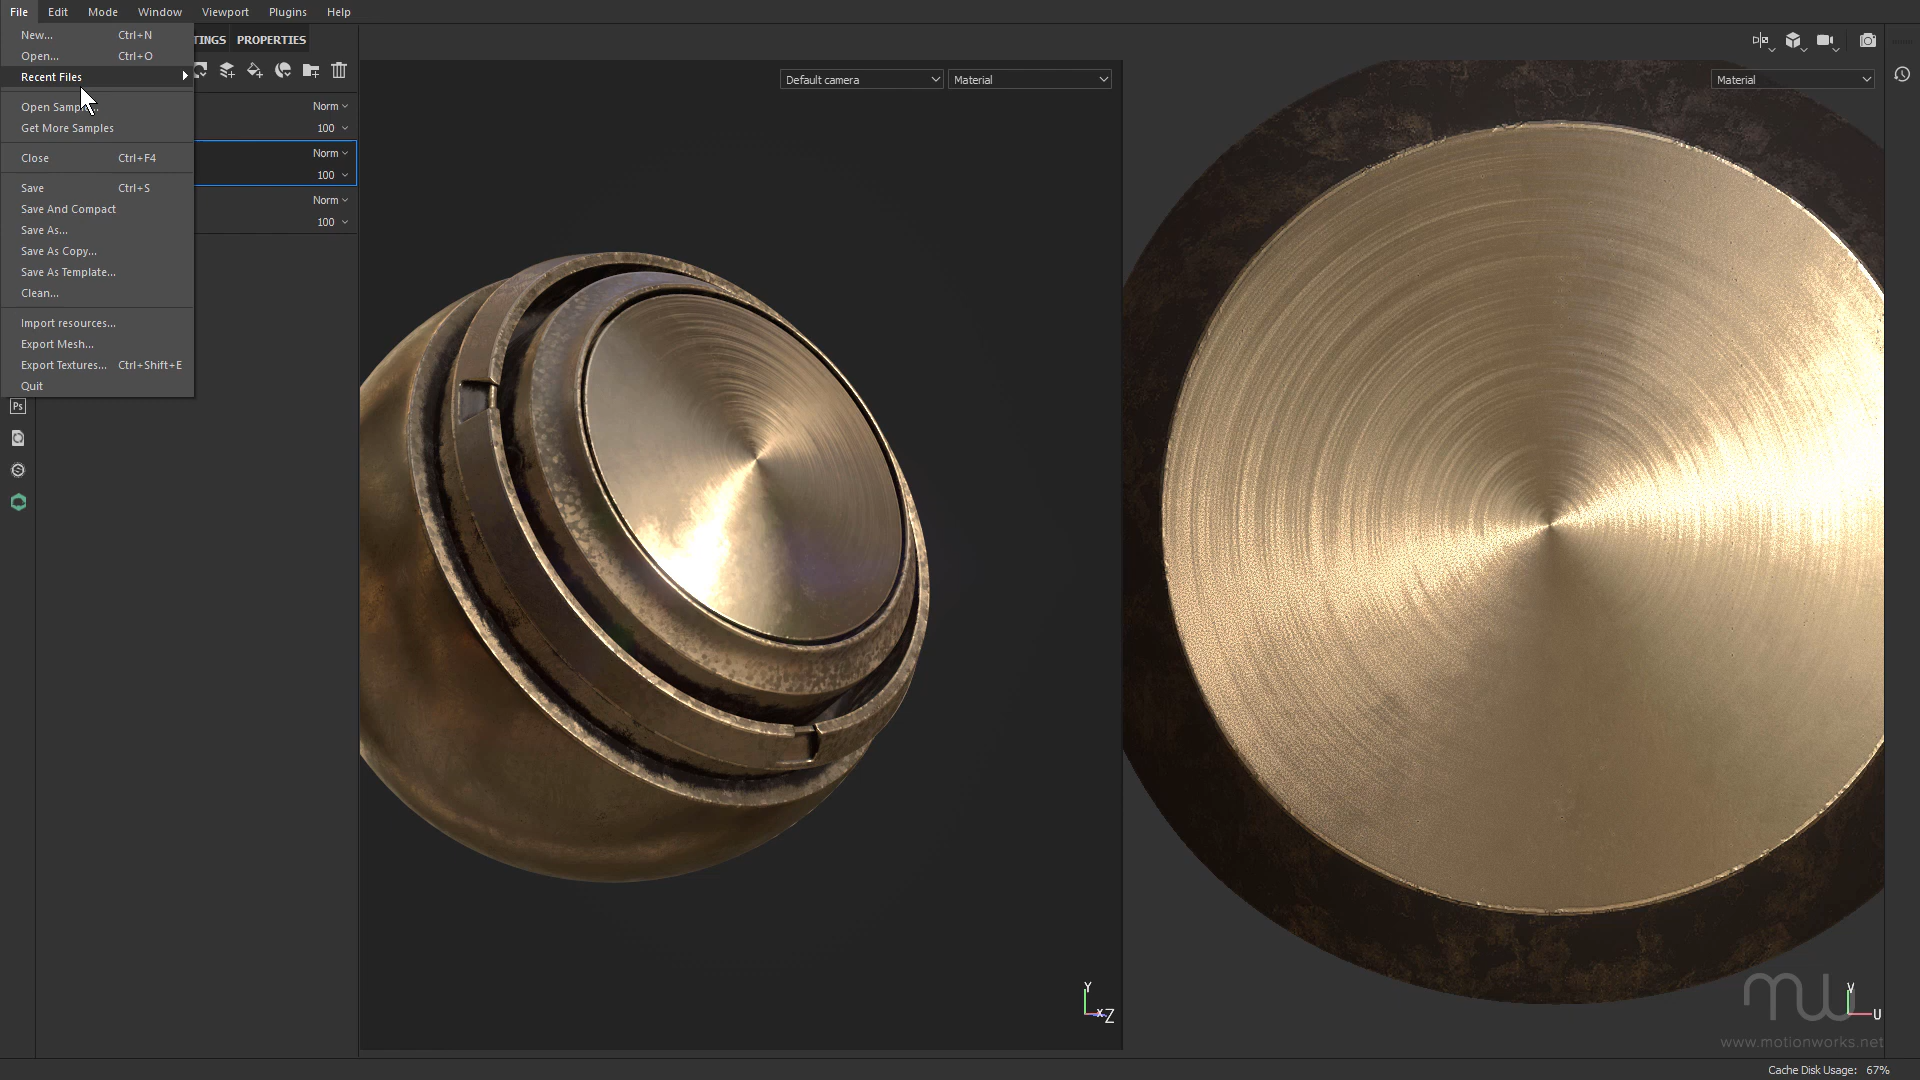 File Edit Mode Window Viewport Plugins Help
New... Ctrl+N
Open... Ctrl+O
Recent Files
Open Samp
Get More Samples
Close Ctrl+F4
Save Ctrl+S
Save And Compact
Save As...
Save As Copy...
Save As Template...
Clean...
Import resources...
Export Mesh...
Export Textures... Ctrl+Shift+E
Quit
TINGS PROPERTIES
Norm
100
Norm
100
Norm
100
Ps
Default camera
Material
Material
Y
X
Z
V
U
mw
www.motionworks.net
Cache Disk Usage: 67%